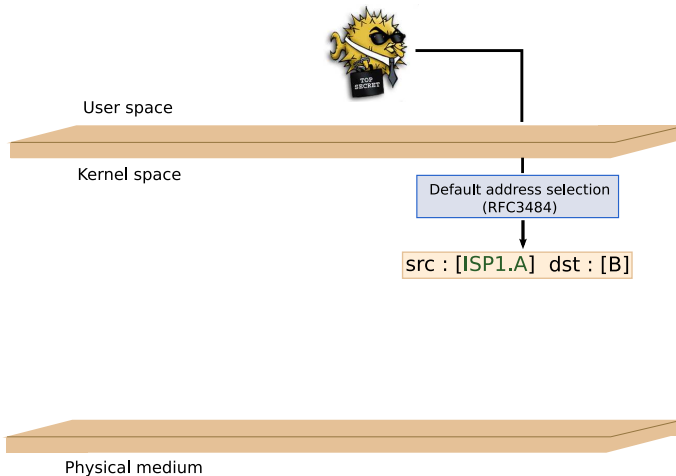 TOP
SECRET
User space
Kernel space
Default address selection
(RFC3484)
src : [ISP1.A] dst : [B]
Physical medium